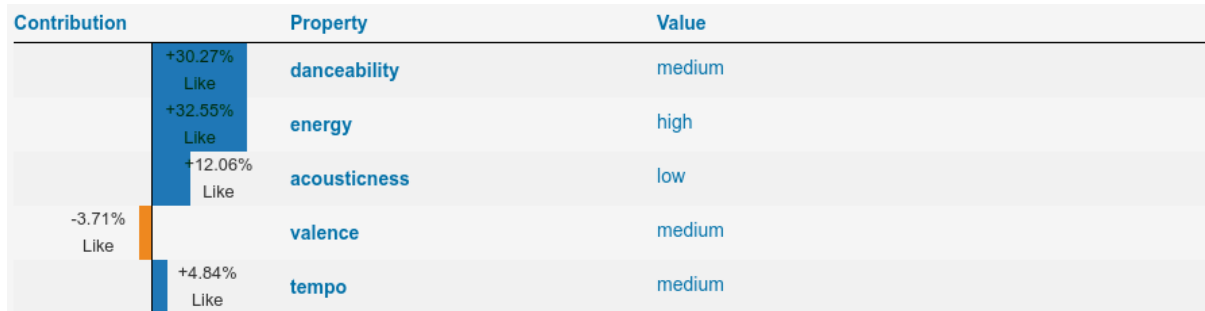 Contribution Property Value
+30.27%
Like
danceability medium
+32.55%
Like
energy high
+12.06%
Like
acousticness low
-3.71%
Like
valence medium
+4.84%
Like
tempo medium